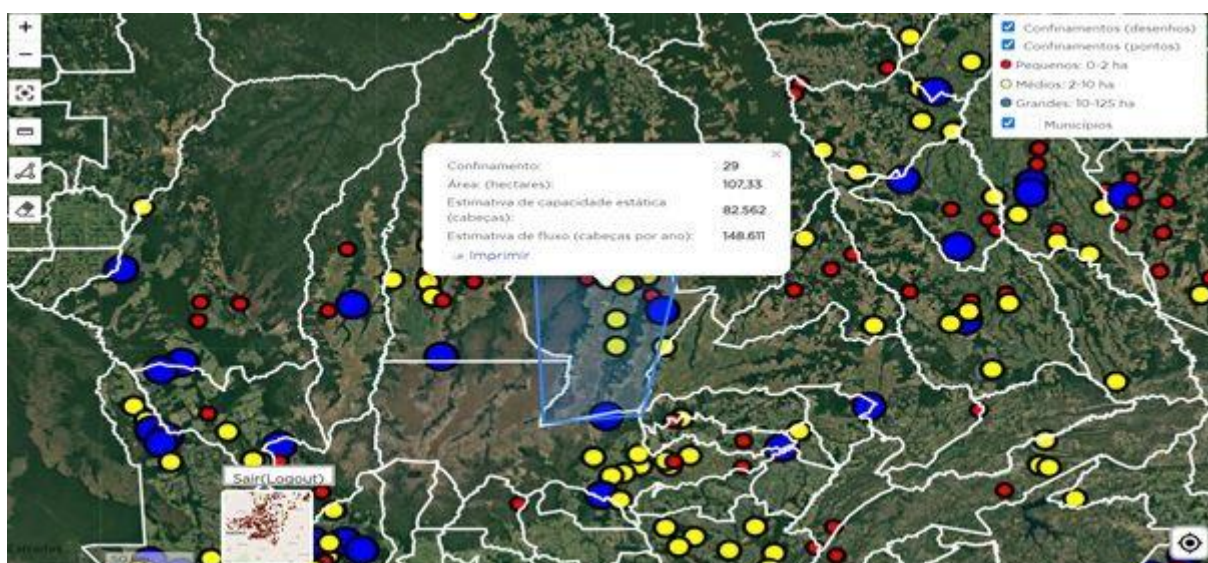 +
−
Confinamentos (desenhos)
Confinamentos (pontos)
Pequenos: 0-2 ha
Médios: 2-10 ha
Grandes: 10-125 ha
Municípios
×
Confinamento: 29
Área: (hectares): 107,33
Estimativa de capacidade estática
(cabeças): 82.562
Estimativa de fluxo (cabeças por ano): 148.611
Imprimir
Sair(Logout)